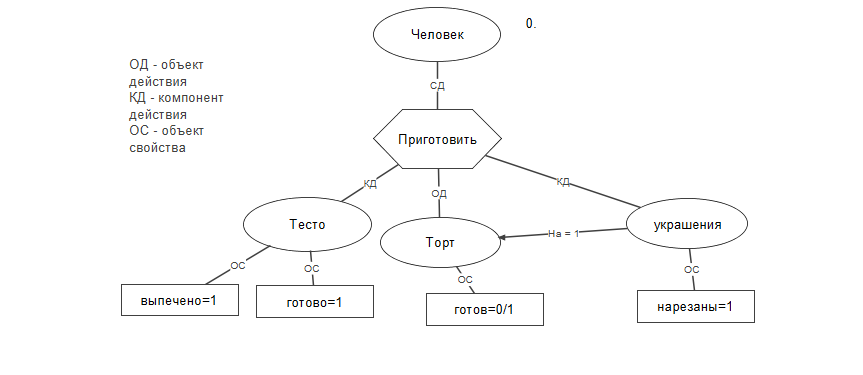 Человек
0.
ОД - объект
действия
КД - компонент
действия
ОС - объект
свойства
СД
Приготовить
КД
ОД
КД
Тесто
Торт
На = 1
украшения
ОС
ОС
ОС
ОС
выпечено=1
готово=1
готов=0/1
нарезаны=1